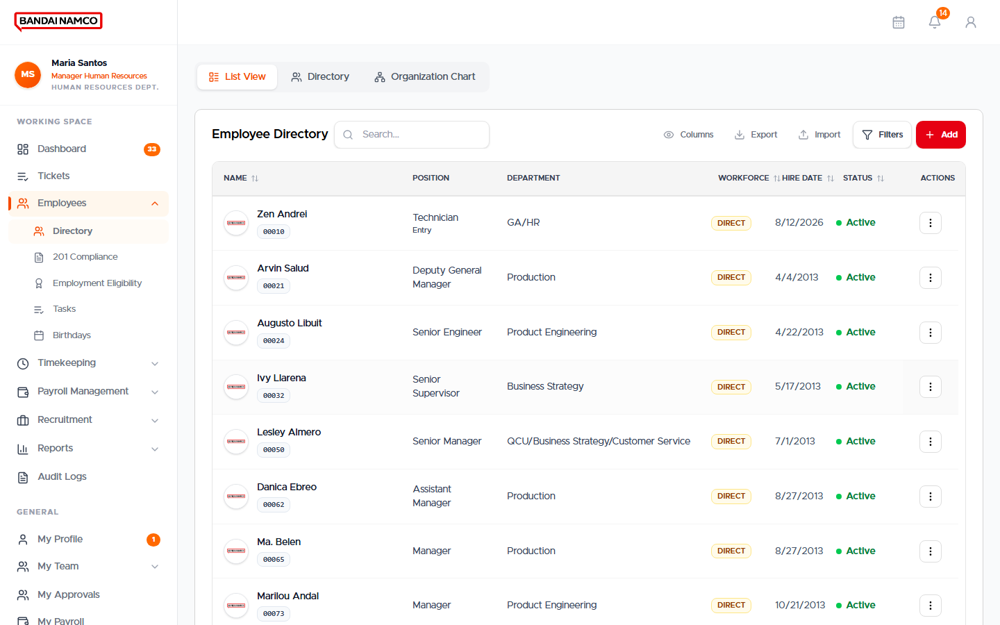 BANDAI NAMCO
14
MS
Maria Santos
Manager Human Resources
HUMAN RESOURCES DEPT.
WORKING SPACE
Dashboard
33
Tickets
Employees
Directory
201 Compliance
Employment Eligibility
Tasks
Birthdays
Timekeeping
Payroll Management
Recruitment
Reports
Audit Logs
GENERAL
My Profile
1
My Team
My Approvals
My Payroll
List View
Directory
Organization Chart
Employee Directory
Search...
Columns
Export
Import
Filters
Add
NAME POSITION DEPARTMENT WORKFORCE HIRE DATE STATUS ACTIONS
Zen Andrei
00010
Technician
Entry
GA/HR
DIRECT
8/12/2026
Active
Arvin Salud
00021
Deputy General
Manager
Production
DIRECT
4/4/2013
Active
Augusto Libuit
00024
Senior Engineer
Product Engineering
DIRECT
4/22/2013
Active
Ivy Llarena
00032
Senior
Supervisor
Business Strategy
DIRECT
5/17/2013
Active
Lesley Almero
00050
Senior Manager
QCU/Business Strategy/Customer Service
DIRECT
7/1/2013
Active
Danica Ebreo
00062
Assistant
Manager
Production
DIRECT
8/27/2013
Active
Ma. Belen
00065
Manager
Production
DIRECT
8/27/2013
Active
Marilou Andal
00073
Manager
Product Engineering
DIRECT
10/21/2013
Active